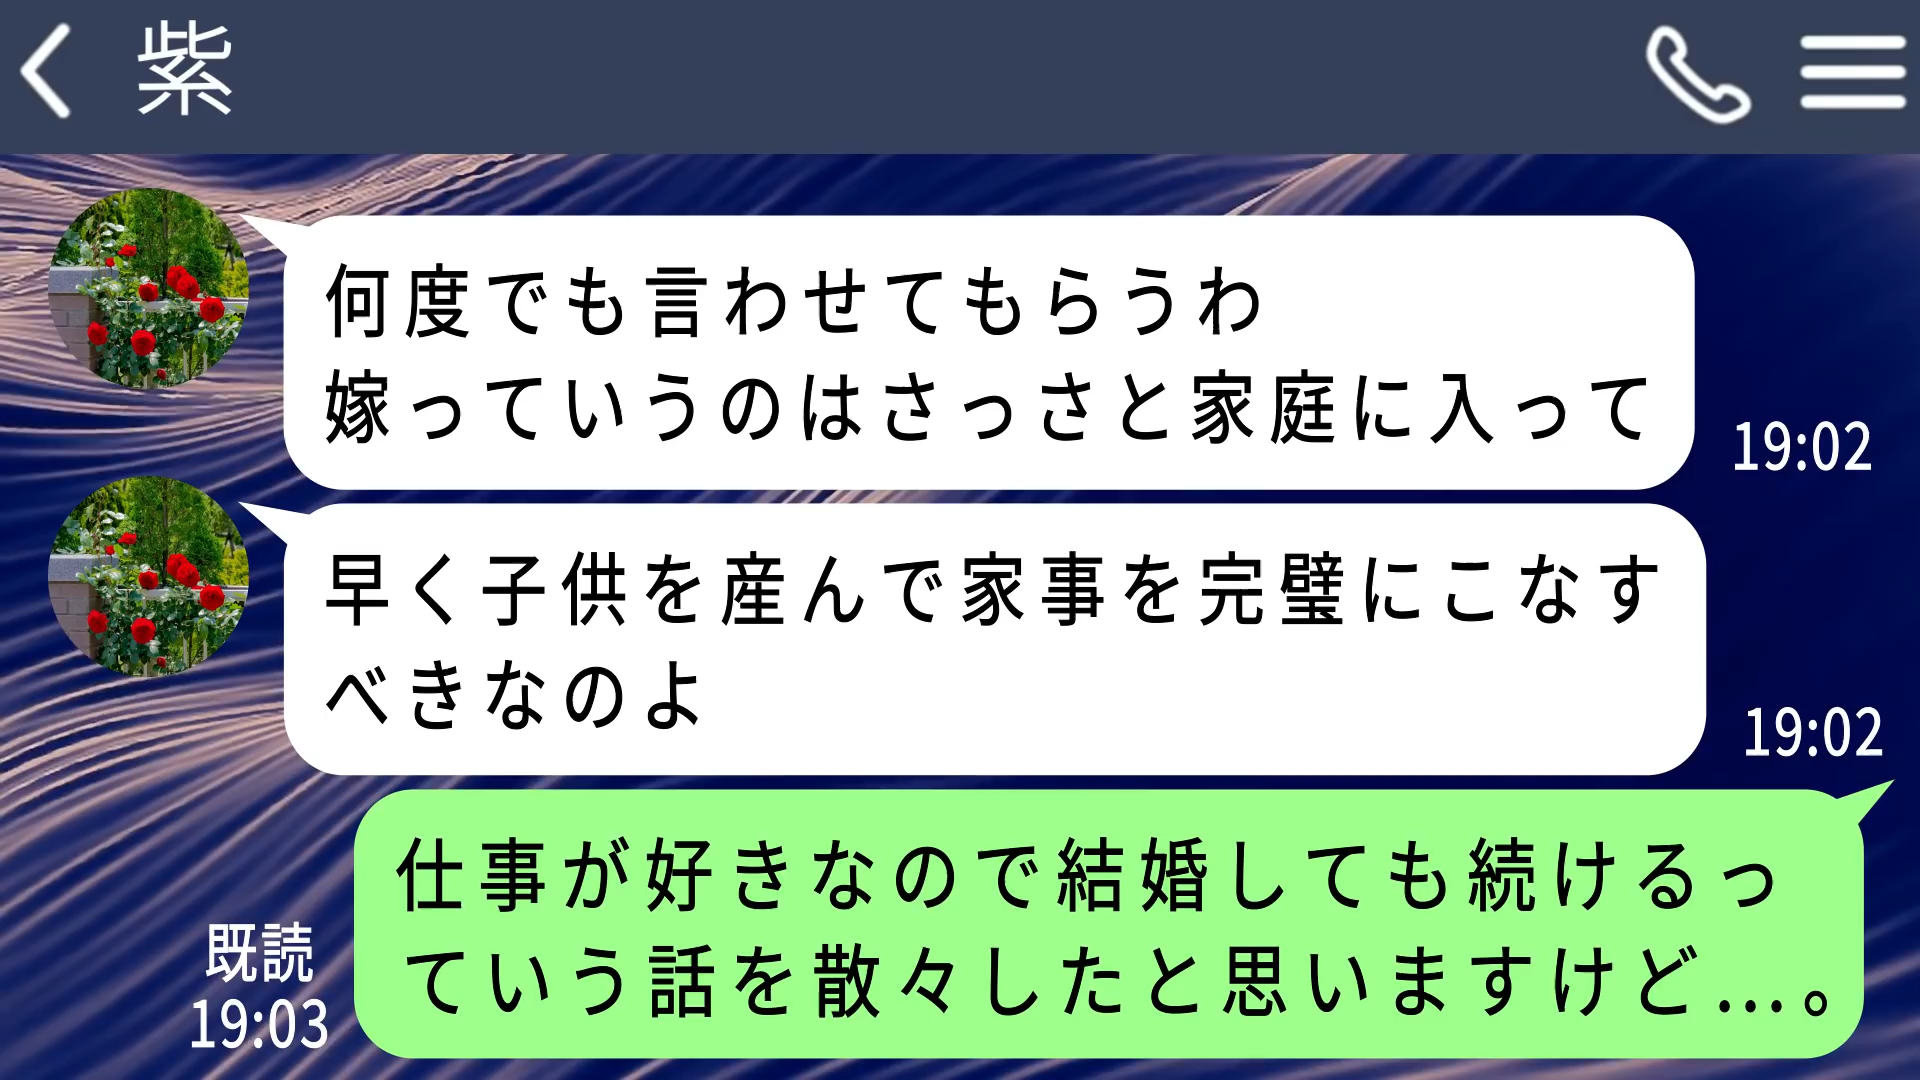 紫
何度でも言わせてもらうわ
嫁っていうのはさっさと家庭に入って
19:02
早く子供を産んで家事を完璧にこなす
べきなのよ
19:02
仕事が好きなので結婚しても続けるっ
ていう話を散々したと思いますけど…。
既読
19:03